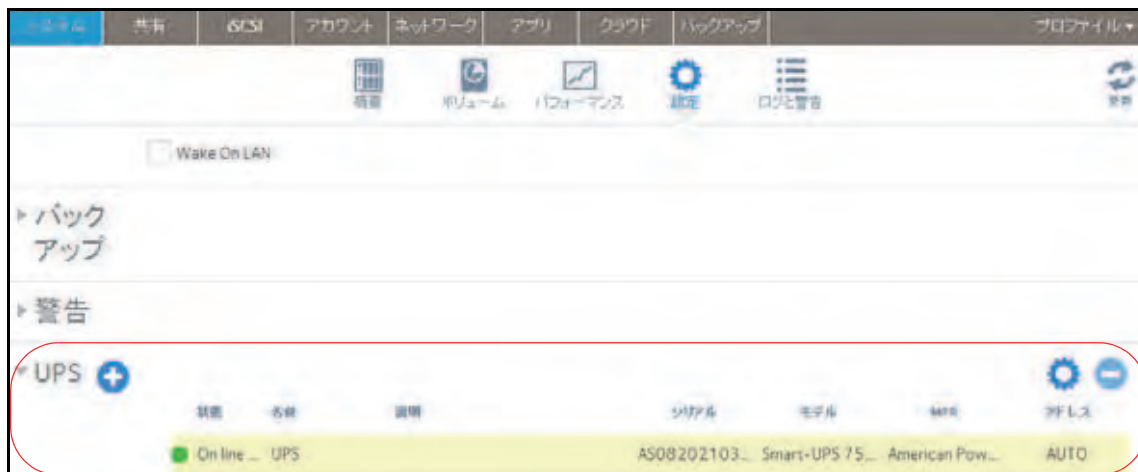 共有 iSCSI アカウント ネットワーク アプリ クラウド バックアップ プロファイル
概要 ボリューム パフォーマンス 設定 ログと警告 更新
Wake On LAN
バック
アップ
警告
UPS
状態 名前 説明 シリアル モデル MFR アドレス
On line ... UPS AS08202103... Smart-UPS 75... American Pow... AUTO